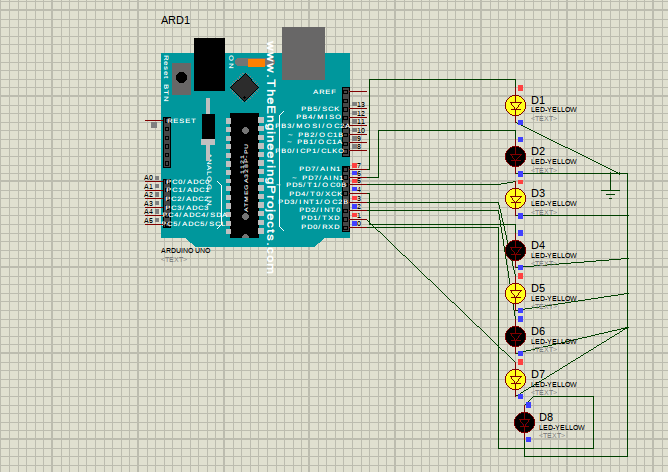 ARD1
Reset BTN
ON
www.TheEngineeringProjects.com
AREF
RESET
PB5/SCK
13
PB4/MISO
12
PB3/MOSI/OC2A
11
~ PB2/OC1B
10
~ PB1/OC1A
9
PB0/ICP1/CLKO
8
ATMEGA328P-PU
1121
ANALOG
PD7/AIN1
7
~ PD7/AIN1
6
PD5/T1/OC0B
5
PD4/T0/XCK
4
PD3/INT1/OC2B
3
PD2/INT0
2
PD1/TXD
1
PD0/RXD
0
A0
PC0/ADC0
A1
PC1/ADC1
A2
PC2/ADC2
A3
PC3/ADC3
A4
PC4/ADC4/SDA
A5
PC5/ADC5/SCL
ARDUINO UNO
<TEXT>
D1
LED-YELLOW
<TEXT>
D2
LED-YELLOW
<TEXT>
D3
LED-YELLOW
<TEXT>
D4
LED-YELLOW
<TEXT>
D5
LED-YELLOW
<TEXT>
D6
LED-YELLOW
<TEXT>
D7
LED-YELLOW
<TEXT>
D8
LED-YELLOW
<TEXT>